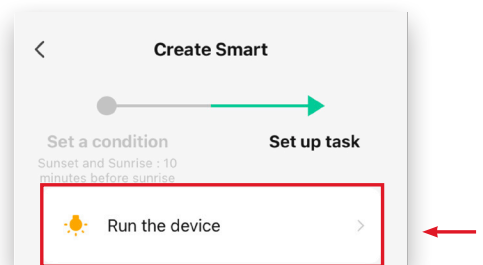 Create Smart
Set a condition
Set up task
Sunset and Sunrise : 10
minutes before sunrise
Run the device